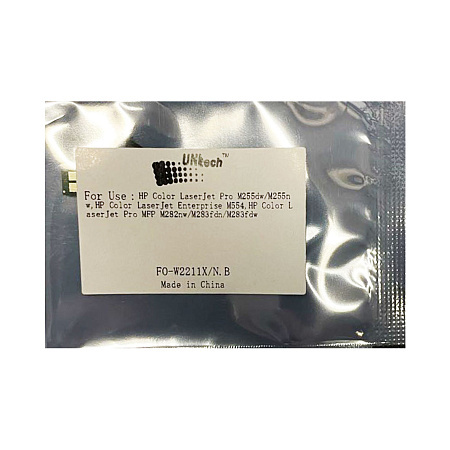 UNItech™
For Use : HP Color LaserJet Pro M255dw/M255n
w,HP Color LaserJet Enterprise M554,HP Color L
aserJet Pro MFP M282nw/M283fdn/M283fdw
FO-W2211X/N.B
Made in China